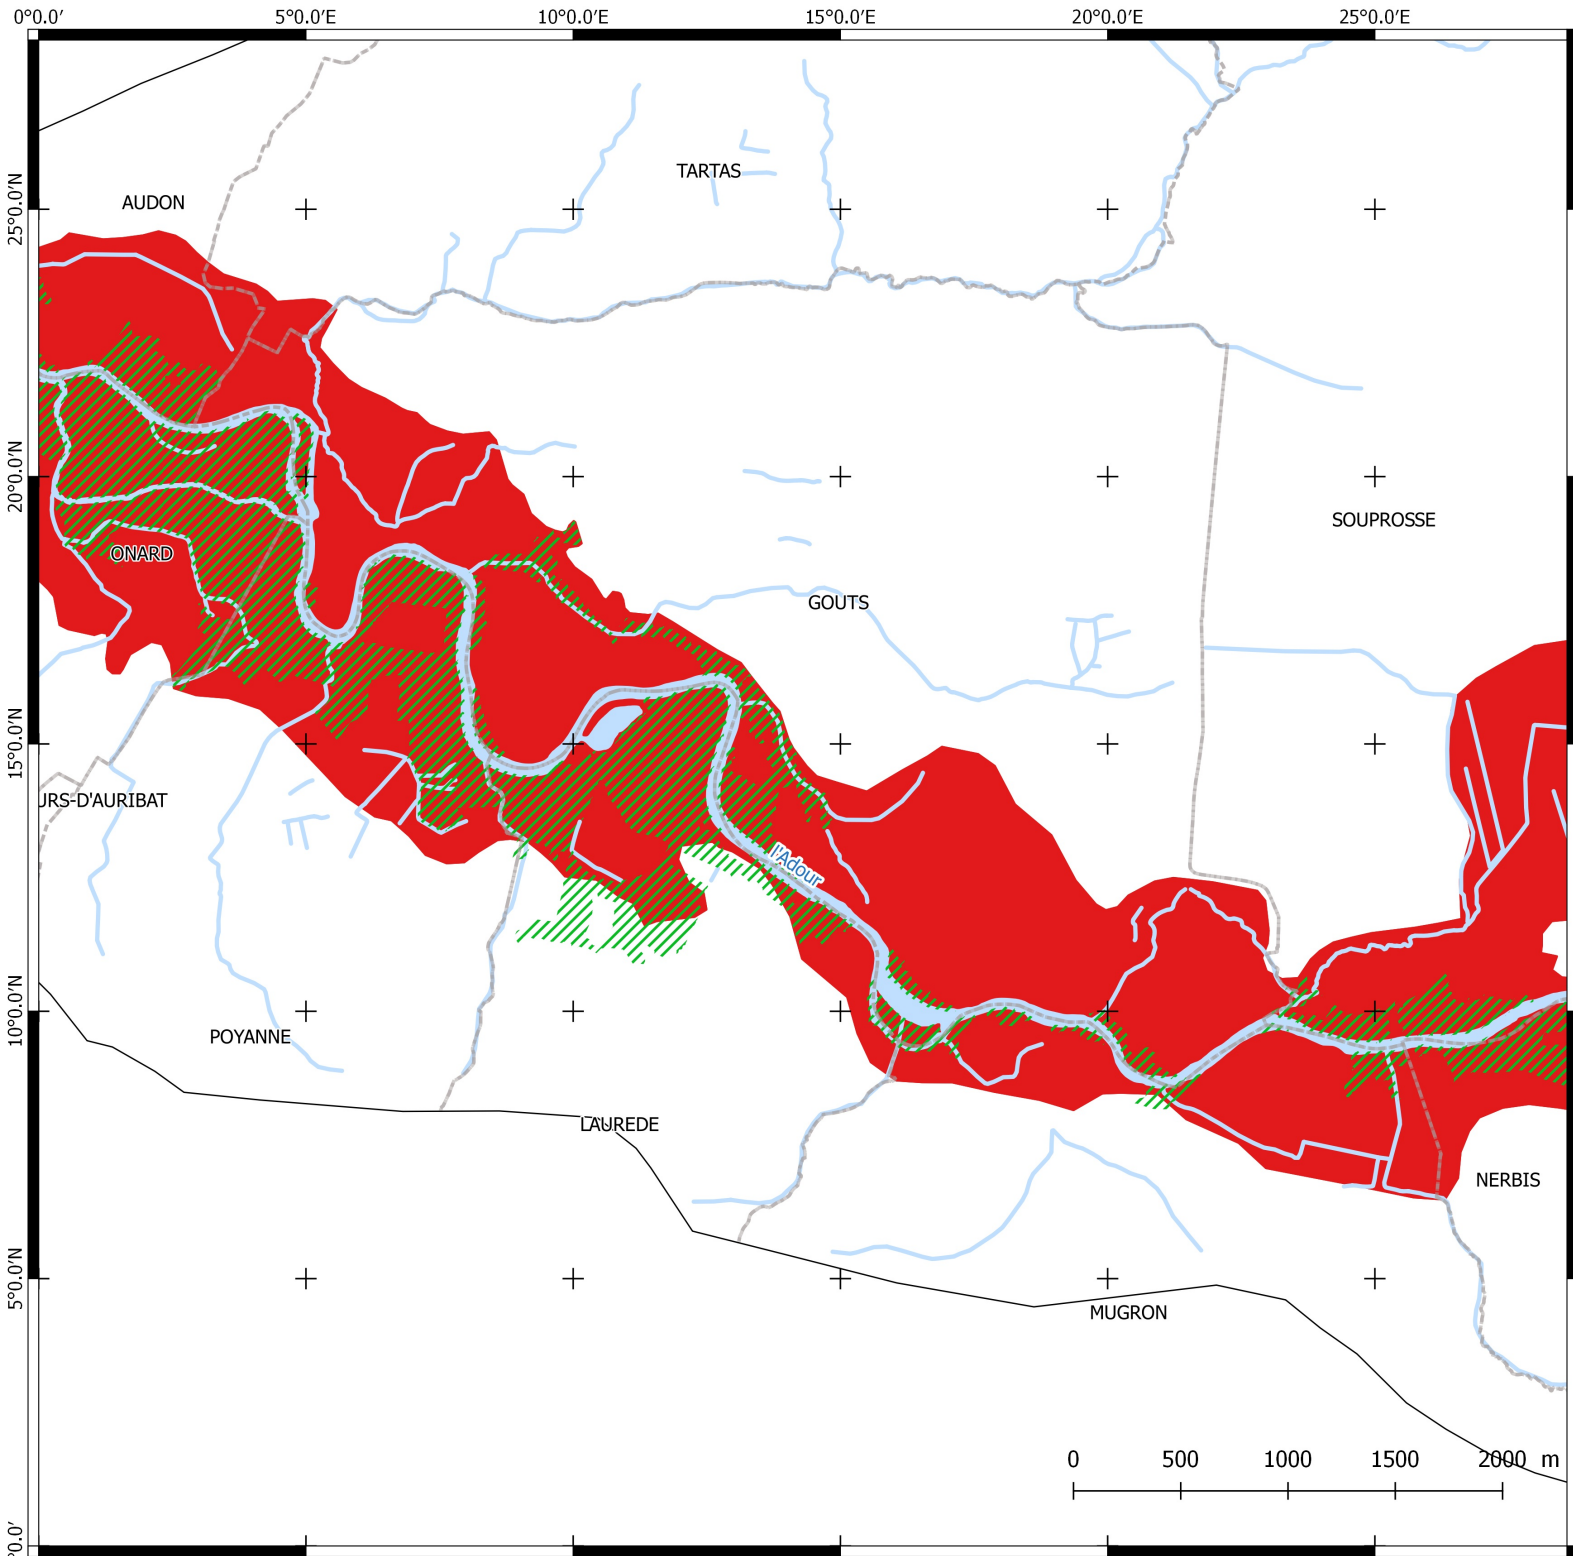 0°0.0′ 5°0.0′E 10°0.0′E 15°0.0′E 20°0.0′E 25°0.0′E
TARTAS
25°0.0′N
AUDON
20°0.0′N
SOUPROSSE
ONARD
GOUTS
15°0.0′N
URS-D'AURIBAT
l'Adour
10°0.0′N
POYANNE
LAUREDE
NERBIS
5°0.0′N
MUGRON
0 500 1000 1500 2000 m
°0.0′